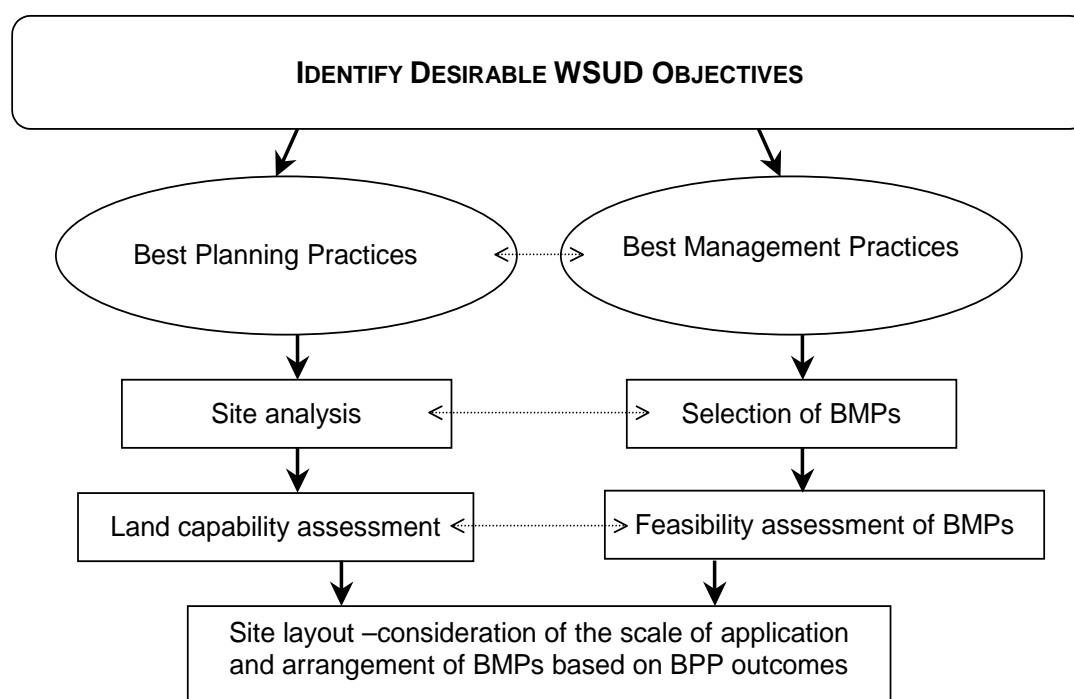 IDENTIFY DESIRABLE WSUD OBJECTIVES
Best Planning Practices
Best Management Practices
Site analysis
Selection of BMPs
Land capability assessment
Feasibility assessment of BMPs
Site layout –consideration of the scale of application
and arrangement of BMPs based on BPP outcomes